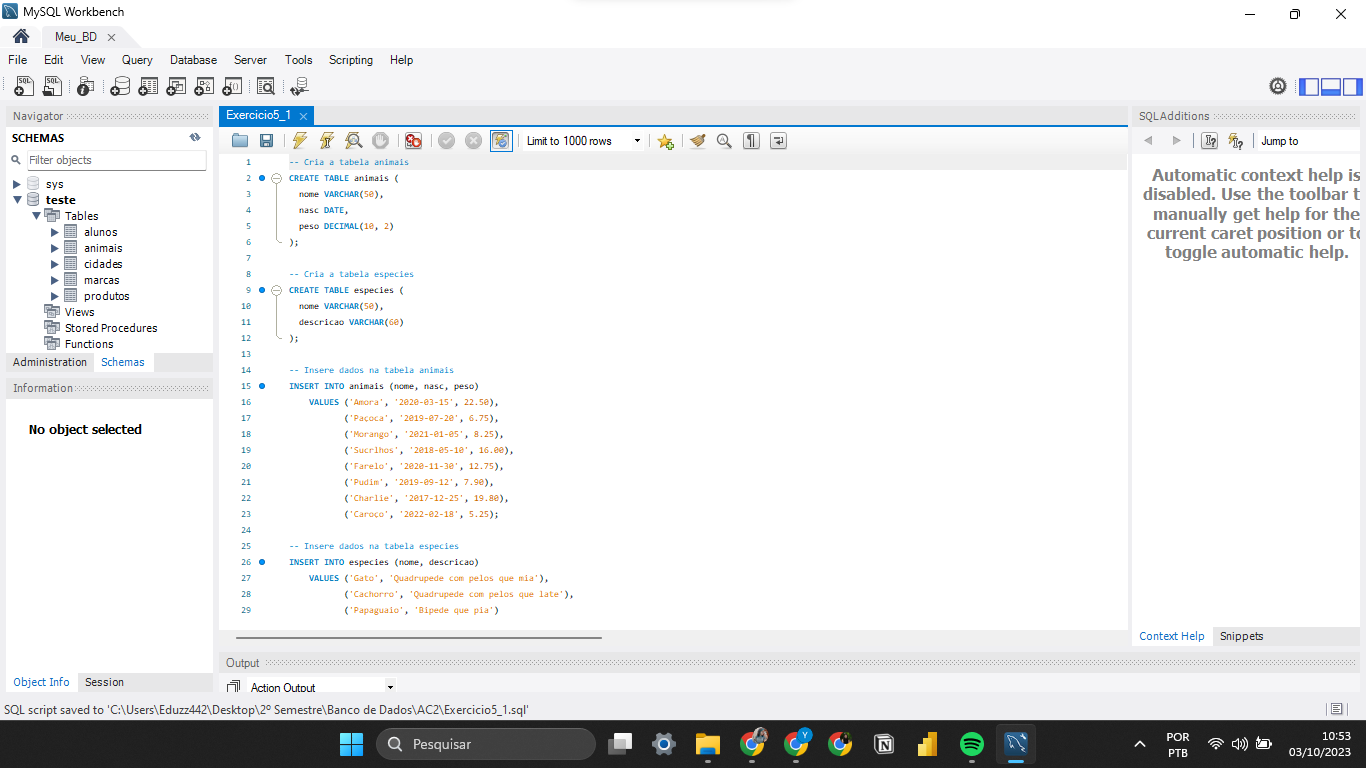 MySQL Workbench
Meu_BD
File Edit View Query Database Server Tools Scripting Help
Navigator
SCHEMAS
Filter objects
sys
teste
Tables
alunos
animais
cidades
marcas
produtos
Views
Stored Procedures
Functions
Administration Schemas
Information
No object selected
Object Info Session
Exercicio5_1
Limit to 1000 rows
1 -- Cria a tabela animais
2 CREATE TABLE animais (
3 nome VARCHAR(50),
4 nasc DATE,
5 peso DECIMAL(10, 2)
6 );
7
8 -- Cria a tabela especies
9 CREATE TABLE especies (
10 nome VARCHAR(50),
11 descricao VARCHAR(60)
12 );
13
14 -- Insere dados na tabela animais
15 INSERT INTO animais (nome, nasc, peso)
16 VALUES ('Amora', '2020-03-15', 22.50),
17 ('Paçoca', '2019-07-20', 6.75),
18 ('Morango', '2021-01-05', 8.25),
19 ('Sucrlhos', '2018-05-10', 16.00),
20 ('Farelo', '2020-11-30', 12.75),
21 ('Pudim', '2019-09-12', 7.90),
22 ('Charlie', '2017-12-25', 19.80),
23 ('Caroço', '2022-02-18', 5.25);
24
25 -- Insere dados na tabela especies
26 INSERT INTO especies (nome, descricao)
27 VALUES ('Gato', 'Quadrupede com pelos que mia'),
28 ('Cachorro', 'Quadrupede com pelos que late'),
29 ('Papaguaio', 'Bipede que pia')
Output
Action Output
SQLAdditions
Jump to
Automatic context help is
disabled. Use the toolbar t
manually get help for the
current caret position or to
toggle automatic help.
Context Help Snippets
SQL script saved to 'C:\Users\Eduzz442\Desktop\2º Semestre\Banco de Dados\AC2\Exercicio5_1.sql'
Pesquisar
POR
PTB
10:53
03/10/2023